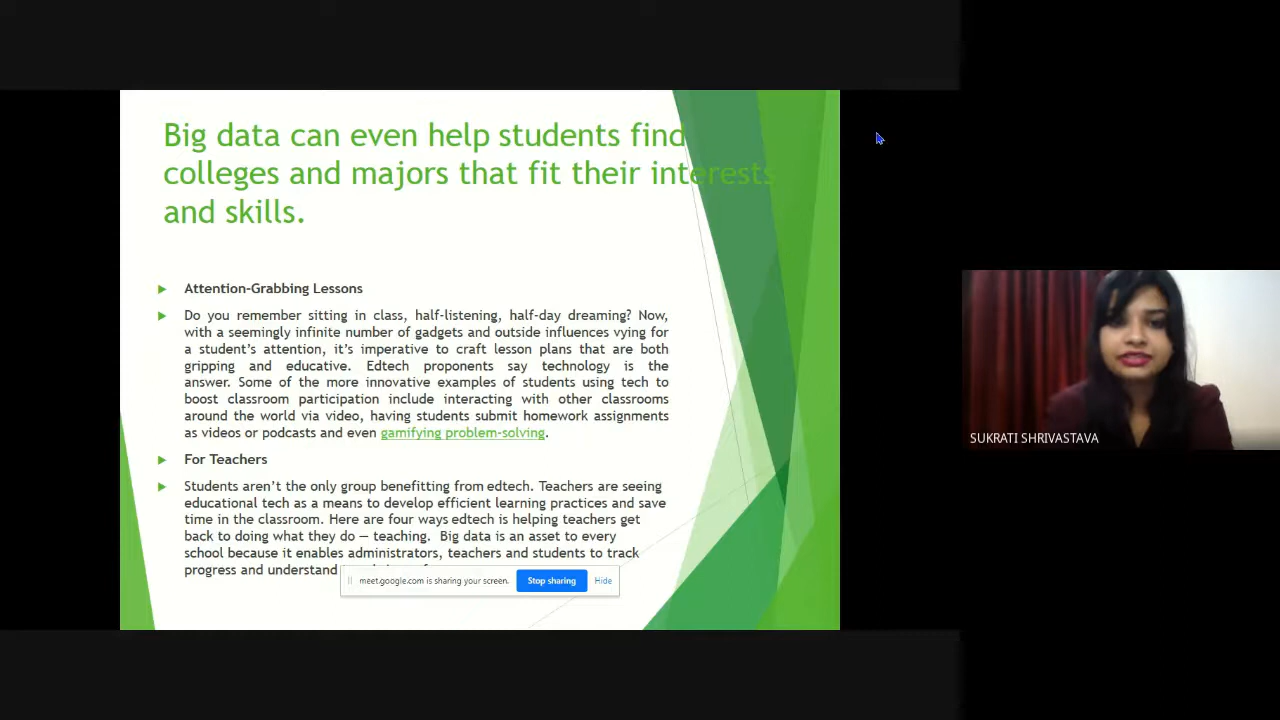 Big data can even help students find
colleges and majors that fit their interests
and skills.
Attention-Grabbing Lessons
Do you remember sitting in class, half-listening, half-day dreaming? Now,
with a seemingly infinite number of gadgets and outside influences vying for
a student’s attention, it’s imperative to craft lesson plans that are both
gripping and educative. Edtech proponents say technology is the
answer. Some of the more innovative examples of students using tech to
boost classroom participation include interacting with other classrooms
around the world via video, having students submit homework assignments
as videos or podcasts and even gamifying problem-solving.
For Teachers
Students aren’t the only group benefitting from edtech. Teachers are seeing
educational tech as a means to develop efficient learning practices and save
time in the classroom. Here are four ways edtech is helping teachers get
back to doing what they do — teaching. Big data is an asset to every
school because it enables administrators, teachers and students to track
progress and understand
meet.google.com is sharing your screen.
Stop sharing
Hide
SUKRATI SHRIVASTAVA